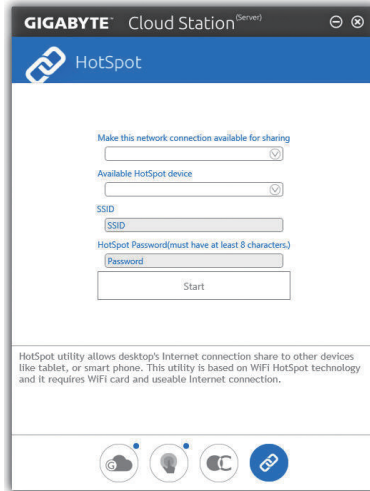 GIGABYTE™ Cloud Station (Server)
HotSpot
Make this network connection available for sharing
Available HotSpot device
SSID
SSID
HotSpot Password(must have at least 8 characters.)
Password
Start
HotSpot utility allows desktop's Internet connection share to other devices
like tablet, or smart phone. This utility is based on WiFi HotSpot technology
and it requires WiFi card and useable Internet connection.
G